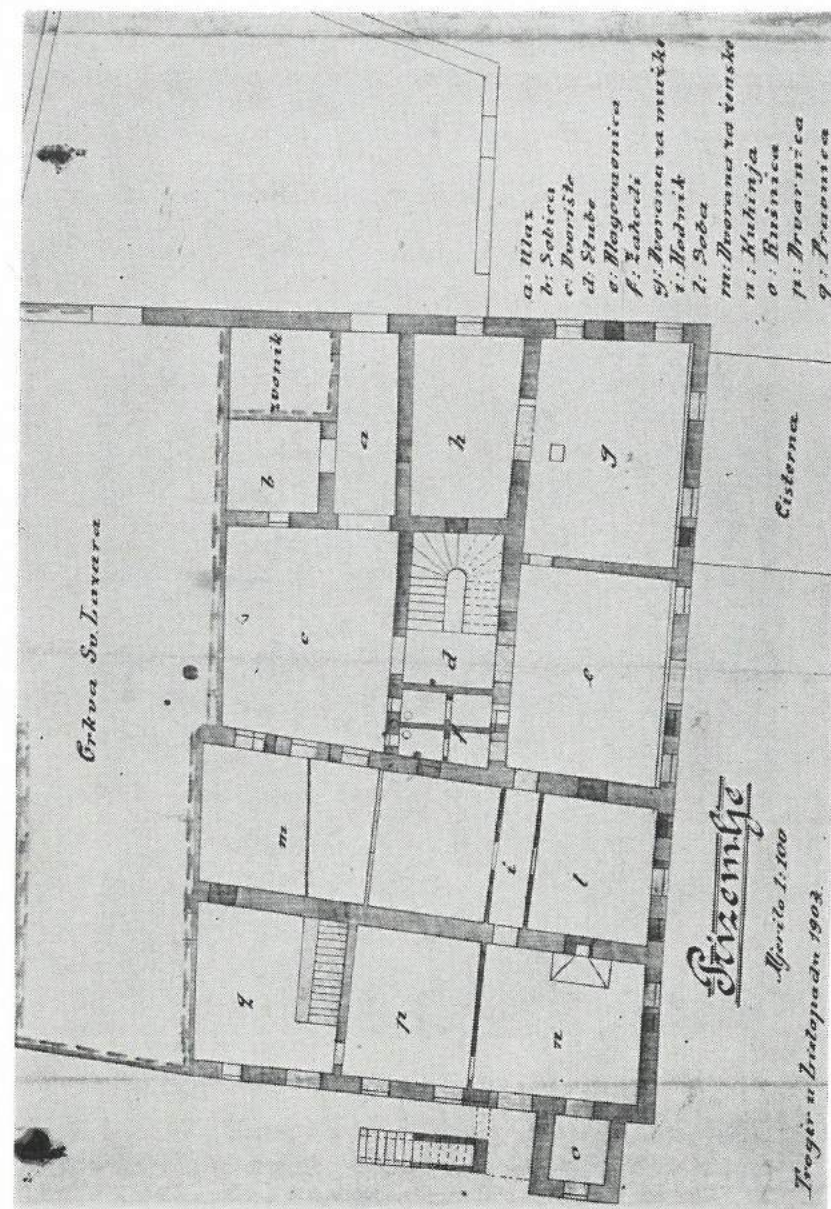 Crkva Sv. Lazara
zvonik
a
b
c
h
d
f
g
e
m
i
l
q
p
n
o
Cisterna
a: Ulaz
b: Sobica
c: Dvorište
d: Stube
e: Blagovaonica
f: Zahodi
g: Dvorana za muške
i: Hodnik
l: Soba
m: Dvorana za ženske
n: Kuhinja
o: Pušnica
p: Drvarnica
q: Praonica
Prizemlje
Mjerilo 1:100
Trogir u Listopadu 1903.